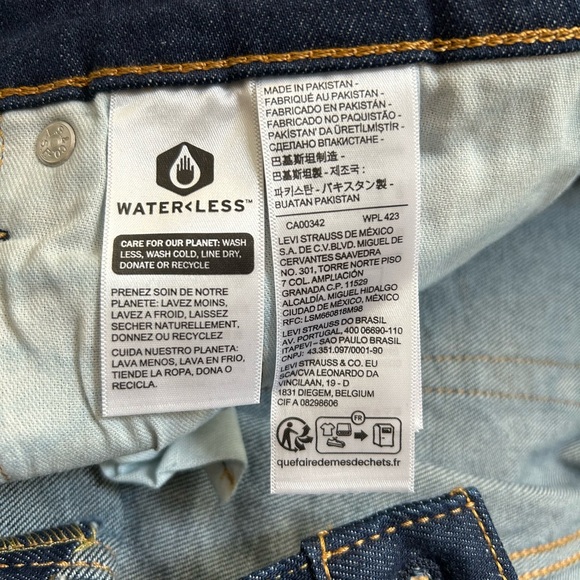 WATER<LESS™
CARE FOR OUR PLANET: WASH
LESS, WASH COLD, LINE DRY,
DONATE OR RECYCLE
PRENEZ SOIN DE NOTRE
PLANETE: LAVEZ MOINS,
LAVEZ A FROID, LAISSEZ
SECHER NATURELLEMENT,
DONNEZ OU RECYCLEZ
CUIDA NUESTRO PLANETA:
LAVA MENOS, LAVA EN FRIO,
TIENDE LA ROPA, DONA O
RECICLA.
MADE IN PAKISTAN -
FABRIQUÉ AU PAKISTAN -
FABRICADO EN PAKISTÁN -
FABRICADO NO PAQUISTÃO -
PAKİSTAN' DA ÜRETİLMİŞTİR -
СДЕЛАНО ВПАКИСТАНЕ -
巴基斯坦制造 -
巴基斯坦製 - 제조국 :
파키스탄 - パキスタン製 -
BUATAN PAKISTAN
CA00342 WPL 423
LEVI STRAUSS DE MÉXICO
S.A. DE C.V.BLVD. MIGUEL DE
CERVANTES SAAVEDRA
NO. 301, TORRE NORTE PISO
7 COL. AMPLIACIÓN
GRANADA C.P. 11529
ALCALDÍA. MIGUEL HIDALGO
CIUDAD DE MÉXICO, MÉXICO
RFC: LSM860818M98
LEVI STRAUSS DO BRASIL
AV. PORTUGAL, 400 06690-110
ITAPEVI – SAO PAULO BRASIL
CNPJ: 43.351.097/0001-90
LEVI STRAUSS & CO. EU
SCA/CVA LEONARDO DA
VINCILAAN, 19 - D
1831 DIEGEM, BELGIUM
CIF A 08298606
FR
quefairedemesdechets.fr